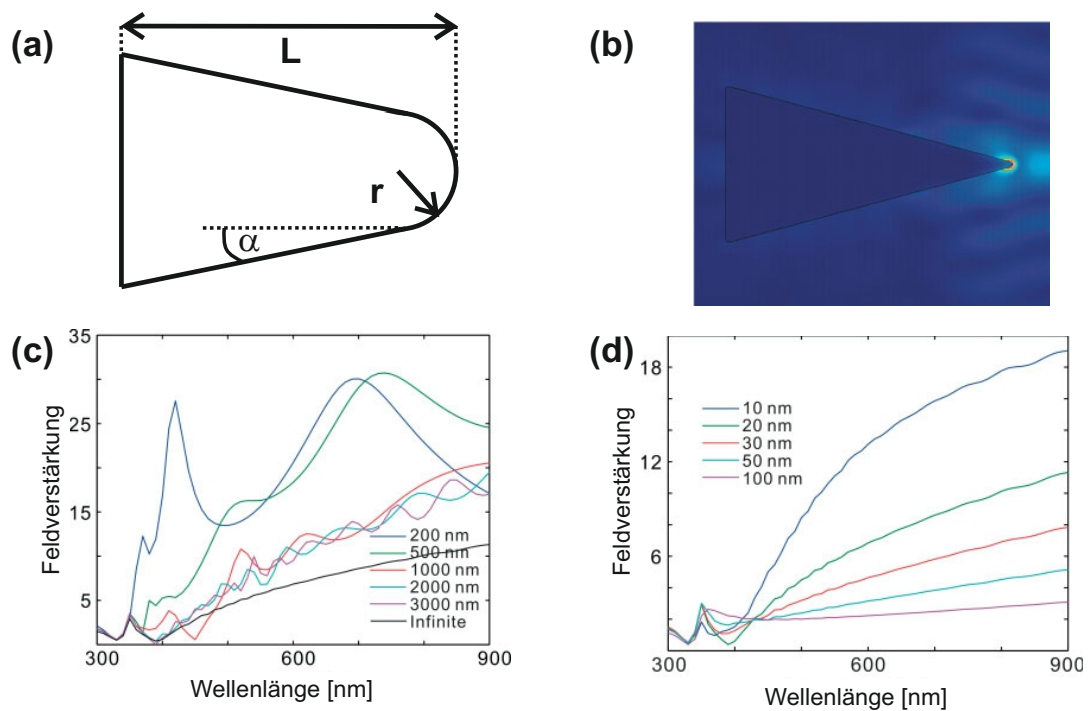 (a)
L
r
α
(b)
(c)
35
25
15
5
300
600
900
Feldverstärkung
Wellenlänge [nm]
200 nm
500 nm
1000 nm
2000 nm
3000 nm
Infinite
(d)
18
12
6
300
600
900
Feldverstärkung
Wellenlänge [nm]
10 nm
20 nm
30 nm
50 nm
100 nm